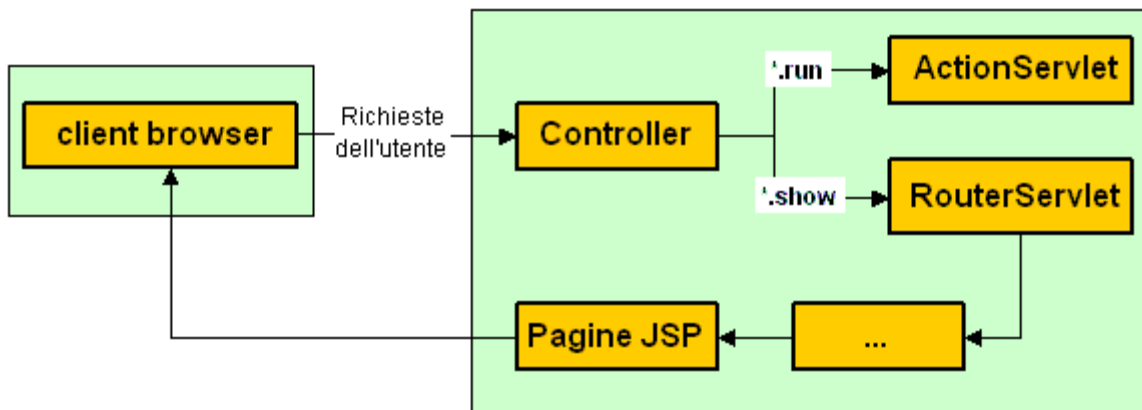 *.run
ActionServlet
client browser
Richieste
dell'utente
Controller
*.show
RouterServlet
Pagine JSP
...